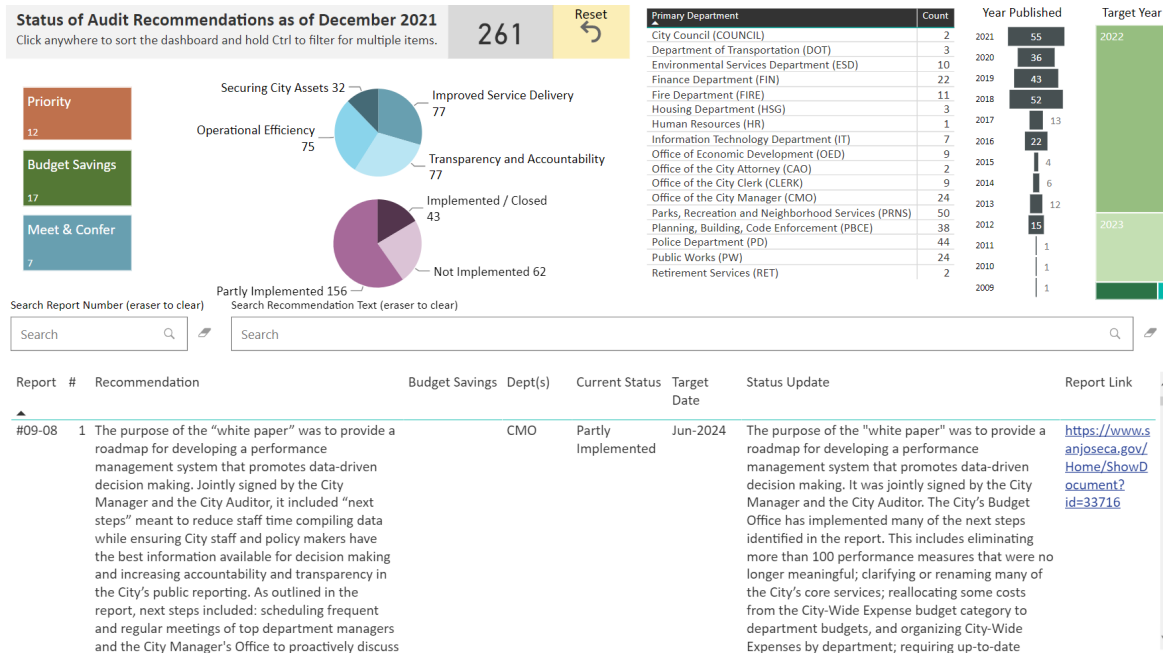 Status of Audit Recommendations as of December 2021
Click anywhere to sort the dashboard and hold Ctrl to filter for multiple items.
261
Reset
Priority
12
Budget Savings
17
Meet & Confer
7
Securing City Assets 32
Improved Service Delivery
77
Operational Efficiency
75
Transparency and Accountability
77
Implemented / Closed
43
Not Implemented 62
Partly Implemented 156
Primary Department Count
City Council (COUNCIL) 2
Department of Transportation (DOT) 3
Environmental Services Department (ESD) 10
Finance Department (FIN) 22
Fire Department (FIRE) 11
Housing Department (HSG) 3
Human Resources (HR) 1
Information Technology Department (IT) 7
Office of Economic Development (OED) 9
Office of the City Attorney (CAO) 2
Office of the City Clerk (CLERK) 9
Office of the City Manager (CMO) 24
Parks, Recreation and Neighborhood Services (PRNS) 50
Planning, Building, Code Enforcement (PBCE) 38
Police Department (PD) 44
Public Works (PW) 24
Retirement Services (RET) 2
Year Published
2021 55
2020 36
2019 43
2018 52
2017 13
2016 22
2015 4
2014 6
2013 12
2012 15
2011 1
2010 1
2009 1
Target Year
2022
2023
Search Report Number (eraser to clear)
Search
Search Recommendation Text (eraser to clear)
Search
Report # Recommendation Budget Savings Dept(s) Current Status Target Date Status Update Report Link
#09-08 1
The purpose of the “white paper” was to provide a
roadmap for developing a performance
management system that promotes data-driven
decision making. Jointly signed by the City
Manager and the City Auditor, it included “next
steps” meant to reduce staff time compiling data
while ensuring City staff and policy makers have
the best information available for decision making
and increasing accountability and transparency in
the City’s public reporting. As outlined in the
report, next steps included: scheduling frequent
and regular meetings of top department managers
and the City Manager's Office to proactively discuss
CMO
Partly
Implemented
Jun-2024
The purpose of the "white paper" was to provide a
roadmap for developing a performance
management system that promotes data-driven
decision making. It was jointly signed by the City
Manager and the City Auditor. The City’s Budget
Office has implemented many of the next steps
identified in the report. This includes eliminating
more than 100 performance measures that were no
longer meaningful; clarifying or renaming many of
the City’s core services; reallocating some costs
from the City-Wide Expense budget category to
department budgets, and organizing City-Wide
Expenses by department; requiring up-to-date
https://www.s
anjoseca.gov/
Home/ShowD
ocument?
id=33716